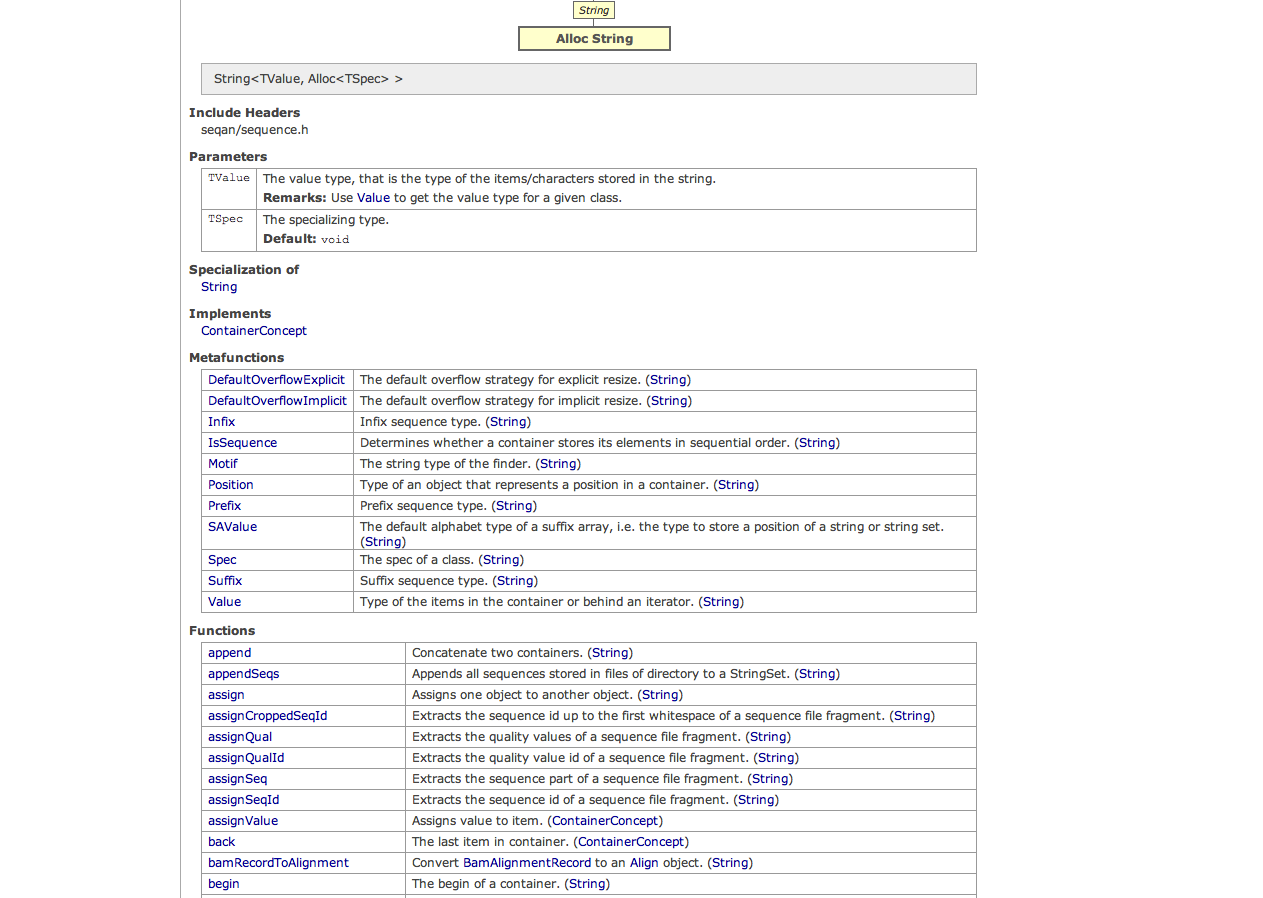 String
Alloc String
String<TValue, Alloc<TSpec> >
Include Headers
seqan/sequence.h
Parameters
TValue The value type, that is the type of the items/characters stored in the string.
Remarks: Use Value to get the value type for a given class.
TSpec The specializing type.
Default: void
Specialization of
String
Implements
ContainerConcept
Metafunctions
DefaultOverflowExplicit The default overflow strategy for explicit resize. (String)
DefaultOverflowImplicit The default overflow strategy for implicit resize. (String)
Infix Infix sequence type. (String)
IsSequence Determines whether a container stores its elements in sequential order. (String)
Motif The string type of the finder. (String)
Position Type of an object that represents a position in a container. (String)
Prefix Prefix sequence type. (String)
SAValue The default alphabet type of a suffix array, i.e. the type to store a position of a string or string set.
(String)
Spec The spec of a class. (String)
Suffix Suffix sequence type. (String)
Value Type of the items in the container or behind an iterator. (String)
Functions
append Concatenate two containers. (String)
appendSeqs Appends all sequences stored in files of directory to a StringSet. (String)
assign Assigns one object to another object. (String)
assignCroppedSeqId Extracts the sequence id up to the first whitespace of a sequence file fragment. (String)
assignQual Extracts the quality values of a sequence file fragment. (String)
assignQualId Extracts the quality value id of a sequence file fragment. (String)
assignSeq Extracts the sequence part of a sequence file fragment. (String)
assignSeqId Extracts the sequence id of a sequence file fragment. (String)
assignValue Assigns value to item. (ContainerConcept)
back The last item in container. (ContainerConcept)
bamRecordToAlignment Convert BamAlignmentRecord to an Align object. (String)
begin The begin of a container. (String)